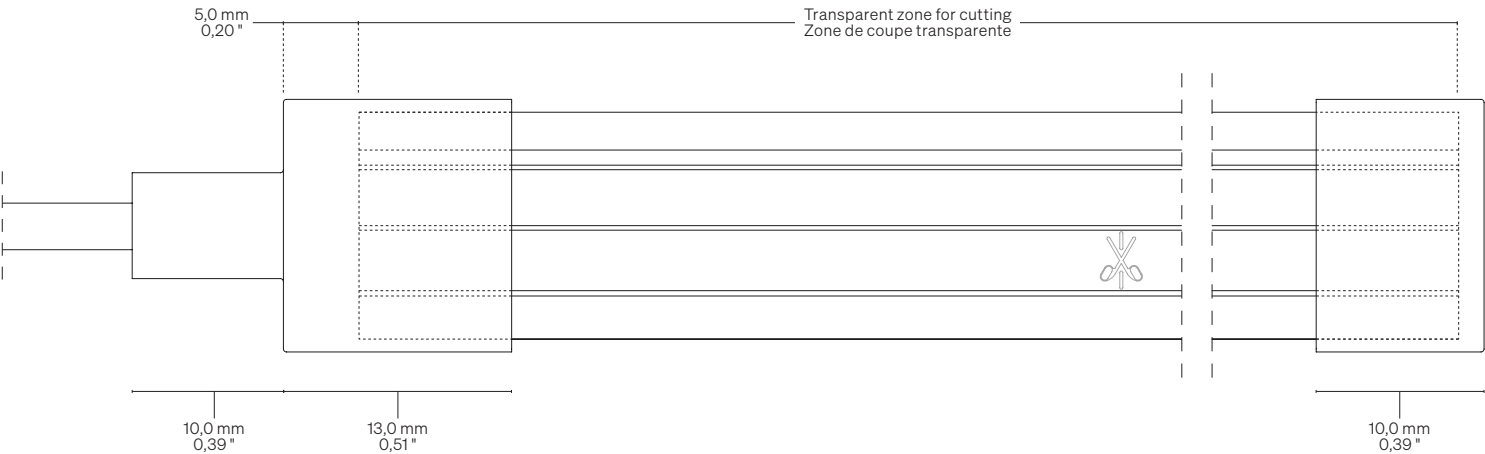 5,0 mm
0,20 "
Transparent zone for cutting
Zone de coupe transparente
10,0 mm
0,39 "
13,0 mm
0,51 "
10,0 mm
0,39 "